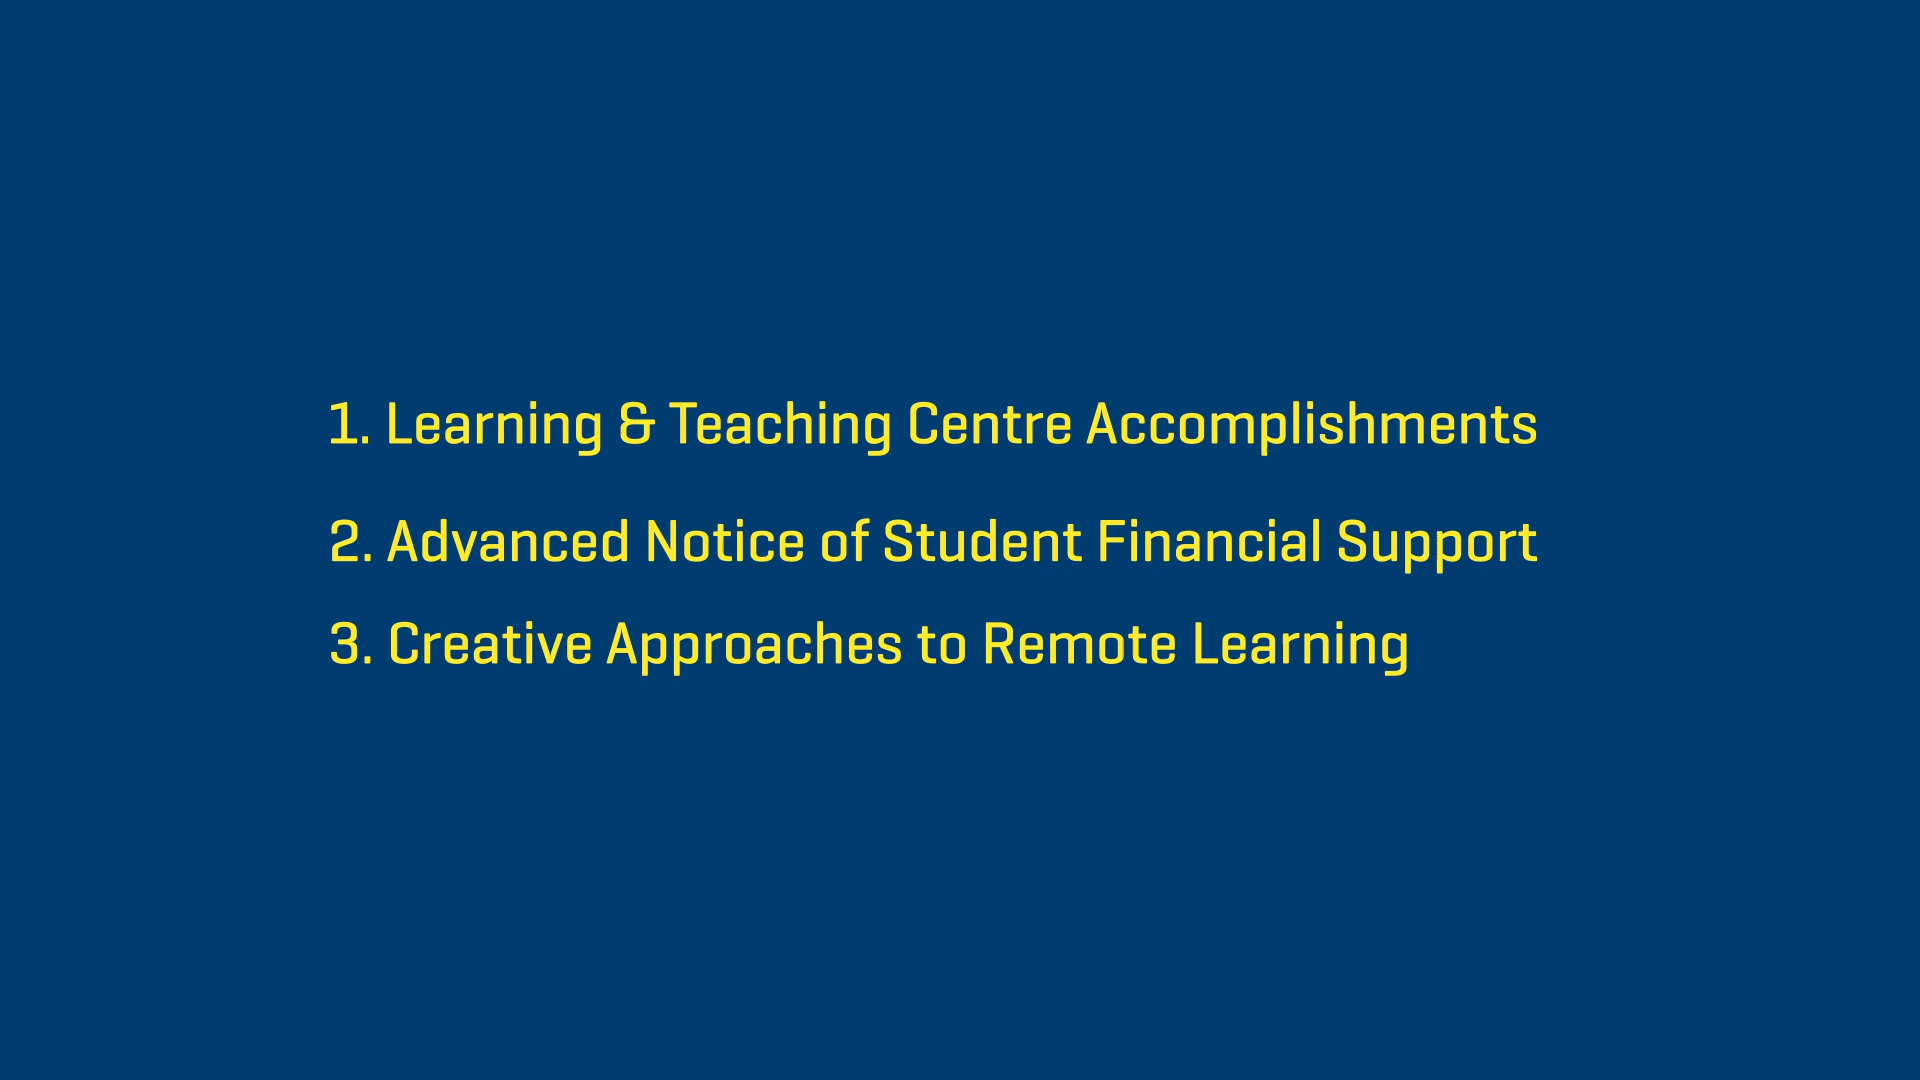 1. Learning & Teaching Centre Accomplishments
2. Advanced Notice of Student Financial Support
3. Creative Approaches to Remote Learning